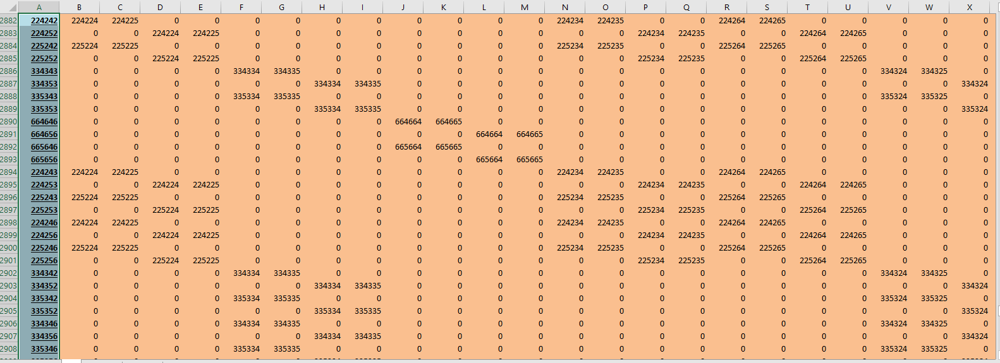 A B C D E F G H I J K L M N O P Q R S T U V W X
2882 224242 224224 224225 0 0 0 0 0 0 0 0 0 0 224234 224235 0 0 224264 224265 0 0 0 0 0
2883 224252 0 0 224224 224225 0 0 0 0 0 0 0 0 0 0 224234 224235 0 0 224264 224265 0 0 0
2884 225242 225224 225225 0 0 0 0 0 0 0 0 0 0 225234 225235 0 0 225264 225265 0 0 0 0 0
2885 225252 0 0 225224 225225 0 0 0 0 0 0 0 0 0 0 225234 225235 0 0 225264 225265 0 0 0
2886 334343 0 0 0 0 334334 334335 0 0 0 0 0 0 0 0 0 0 0 0 0 0 334324 334325 0
2887 334353 0 0 0 0 0 0 334334 334335 0 0 0 0 0 0 0 0 0 0 0 0 0 0 334324
2888 335343 0 0 0 0 335334 335335 0 0 0 0 0 0 0 0 0 0 0 0 0 0 335324 335325 0
2889 335353 0 0 0 0 0 0 335334 335335 0 0 0 0 0 0 0 0 0 0 0 0 0 0 335324
2890 664646 0 0 0 0 0 0 0 0 664664 664665 0 0 0 0 0 0 0 0 0 0 0 0 0
2891 664656 0 0 0 0 0 0 0 0 0 0 664664 664665 0 0 0 0 0 0 0 0 0 0 0
2892 665646 0 0 0 0 0 0 0 0 665664 665665 0 0 0 0 0 0 0 0 0 0 0 0 0
2893 665656 0 0 0 0 0 0 0 0 0 0 665664 665665 0 0 0 0 0 0 0 0 0 0 0
2894 224243 224224 224225 0 0 0 0 0 0 0 0 0 0 224234 224235 0 0 224264 224265 0 0 0 0 0
2895 224253 0 0 224224 224225 0 0 0 0 0 0 0 0 0 0 224234 224235 0 0 224264 224265 0 0 0
2896 225243 225224 225225 0 0 0 0 0 0 0 0 0 0 225234 225235 0 0 225264 225265 0 0 0 0 0
2897 225253 0 0 225224 225225 0 0 0 0 0 0 0 0 0 0 225234 225235 0 0 225264 225265 0 0 0
2898 224246 224224 224225 0 0 0 0 0 0 0 0 0 0 224234 224235 0 0 224264 224265 0 0 0 0 0
2899 224256 0 0 224224 224225 0 0 0 0 0 0 0 0 0 0 224234 224235 0 0 224264 224265 0 0 0
2900 225246 225224 225225 0 0 0 0 0 0 0 0 0 0 225234 225235 0 0 225264 225265 0 0 0 0 0
2901 225256 0 0 225224 225225 0 0 0 0 0 0 0 0 0 0 225234 225235 0 0 225264 225265 0 0 0
2902 334342 0 0 0 0 334334 334335 0 0 0 0 0 0 0 0 0 0 0 0 0 0 334324 334325 0
2903 334352 0 0 0 0 0 0 334334 334335 0 0 0 0 0 0 0 0 0 0 0 0 0 0 334324
2904 335342 0 0 0 0 335334 335335 0 0 0 0 0 0 0 0 0 0 0 0 0 0 335324 335325 0
2905 335352 0 0 0 0 0 0 335334 335335 0 0 0 0 0 0 0 0 0 0 0 0 0 0 335324
2906 334346 0 0 0 0 334334 334335 0 0 0 0 0 0 0 0 0 0 0 0 0 0 334324 334325 0
2907 334356 0 0 0 0 0 0 334334 334335 0 0 0 0 0 0 0 0 0 0 0 0 0 0 334324
2908 335346 0 0 0 0 335334 335335 0 0 0 0 0 0 0 0 0 0 0 0 0 0 335324 335325 0